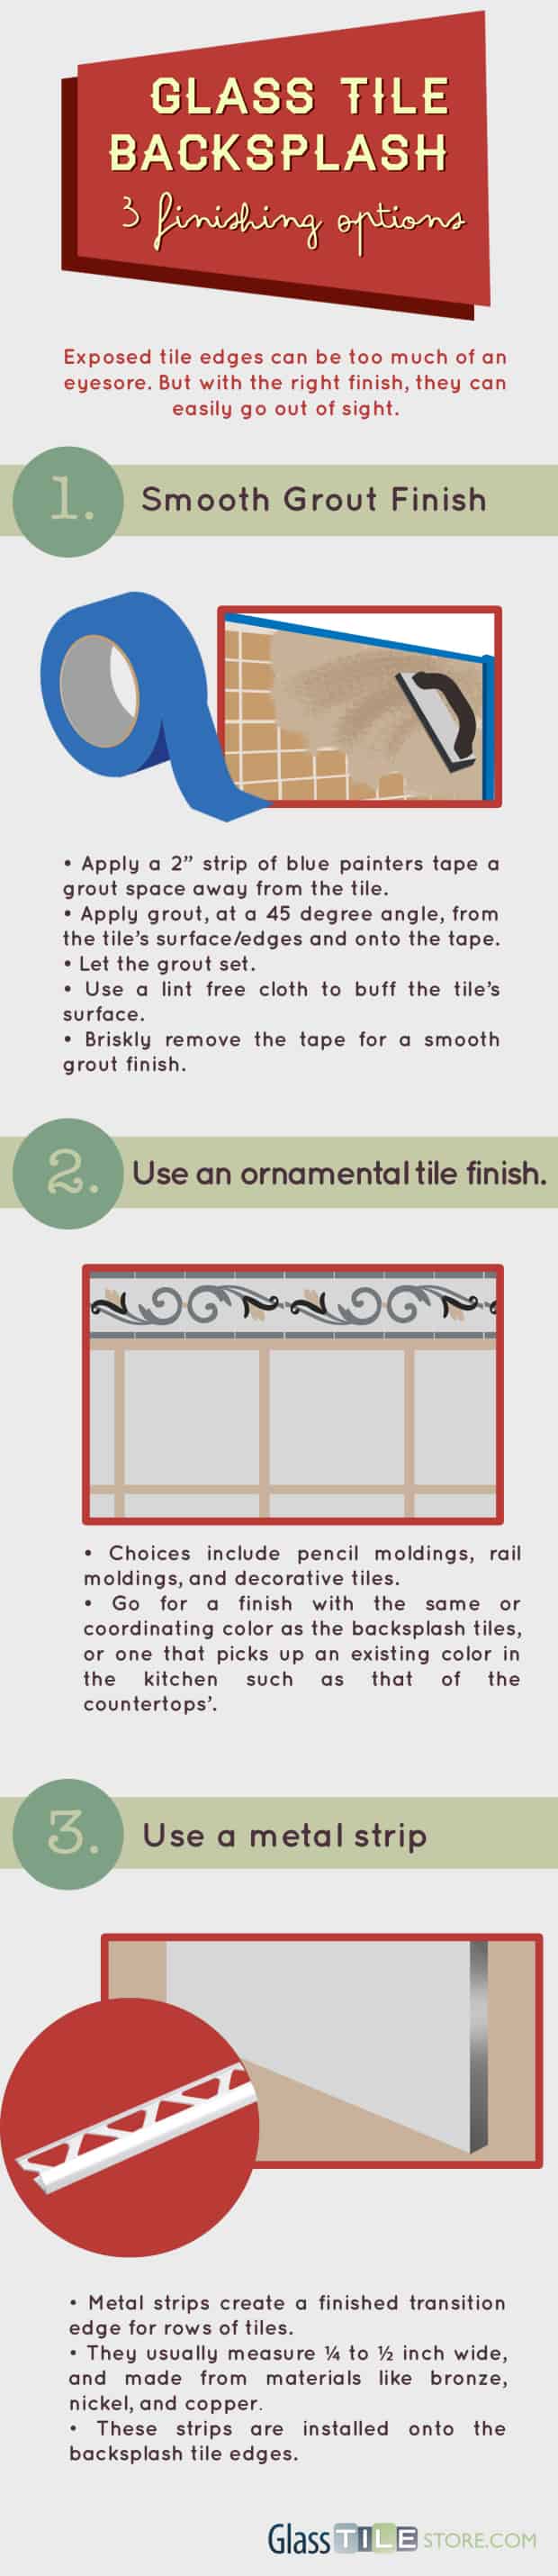 GLASS TILE
BACKSPLASH
3 finishing options
Exposed tile edges can be too much of an
eyesore. But with the right finish, they can
easily go out of sight.
1. Smooth Grout Finish
• Apply a 2” strip of blue painters tape a
grout space away from the tile.
• Apply grout, at a 45 degree angle, from
the tile’s surface/edges and onto the tape.
• Let the grout set.
• Use a lint free cloth to buff the tile’s
surface.
• Briskly remove the tape for a smooth
grout finish.
2. Use an ornamental tile finish.
• Choices include pencil moldings, rail
moldings, and decorative tiles.
• Go for a finish with the same or
coordinating color as the backsplash tiles,
or one that picks up an existing color in
the kitchen such as that of the
countertops’.
3. Use a metal strip
• Metal strips create a finished transition
edge for rows of tiles.
• They usually measure ¼ to ½ inch wide,
and made from materials like bronze,
nickel, and copper.
• These strips are installed onto the
backsplash tile edges.
Glass TILE STORE.COM